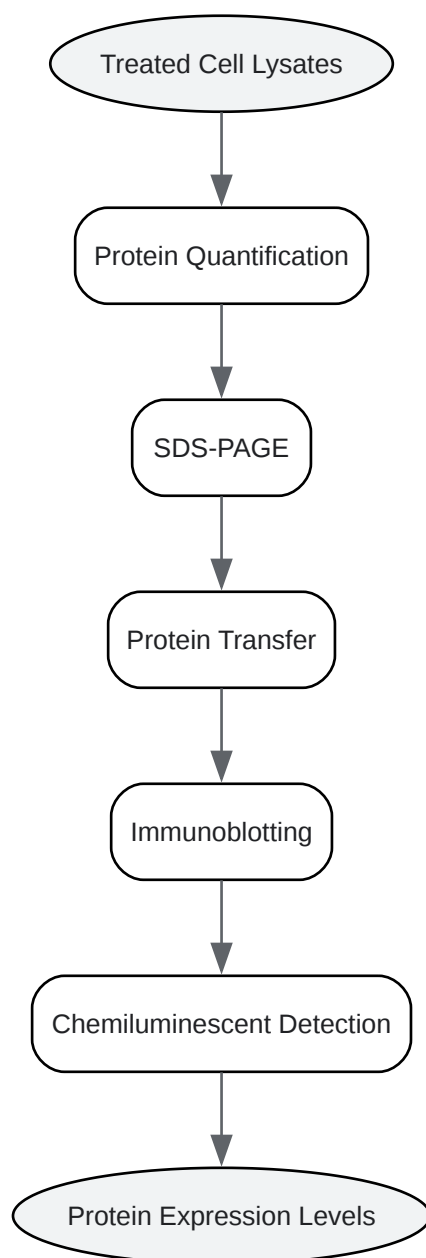 Treated Cell Lysates
Protein Quantification
SDS-PAGE
Protein Transfer
Immunoblotting
Chemiluminescent Detection
Protein Expression Levels